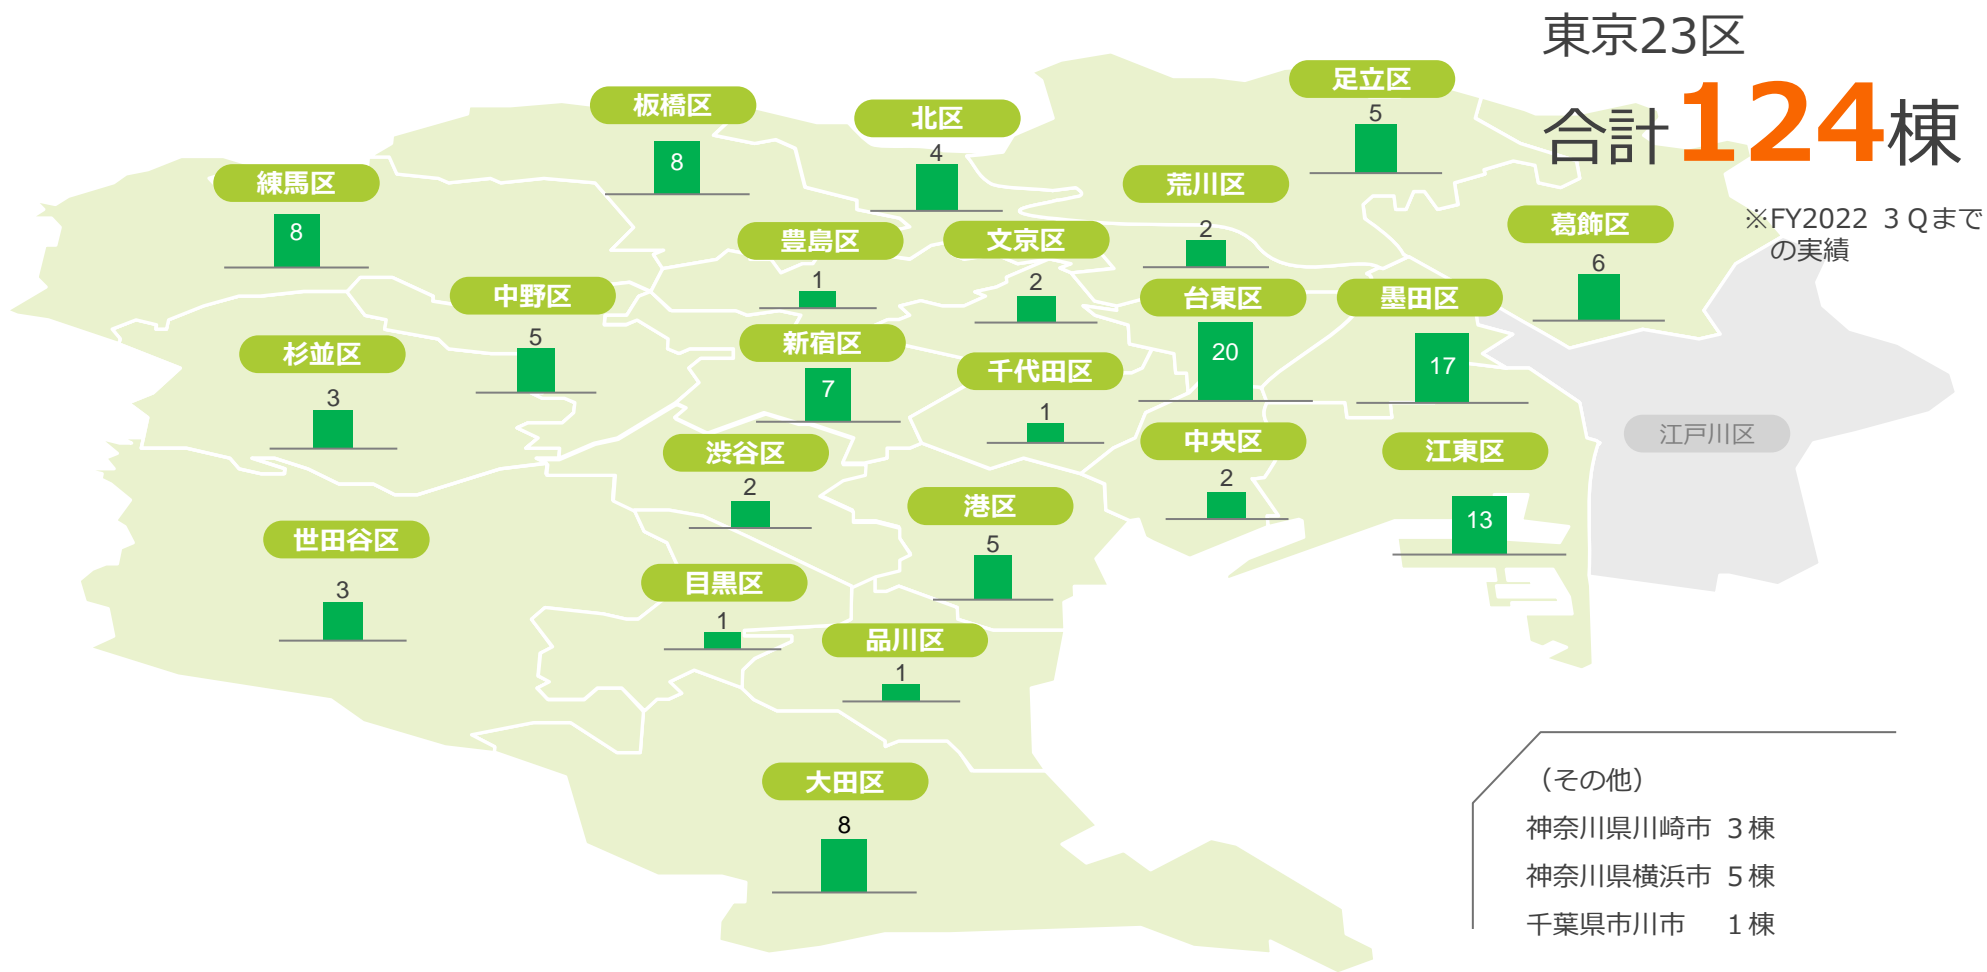 東京23区
合計124棟
※FY2022 3Qまで
の実績
足立区
5
板橋区
8
北区
4
練馬区
8
荒川区
2
葛飾区
6
豊島区
1
文京区
2
中野区
5
台東区
20
墨田区
17
杉並区
3
新宿区
7
千代田区
1
江戸川区
渋谷区
2
中央区
2
江東区
13
港区
5
世田谷区
3
目黒区
1
品川区
1
大田区
8
（その他）
神奈川県川崎市 3棟
神奈川県横浜市 5棟
千葉県市川市 1棟